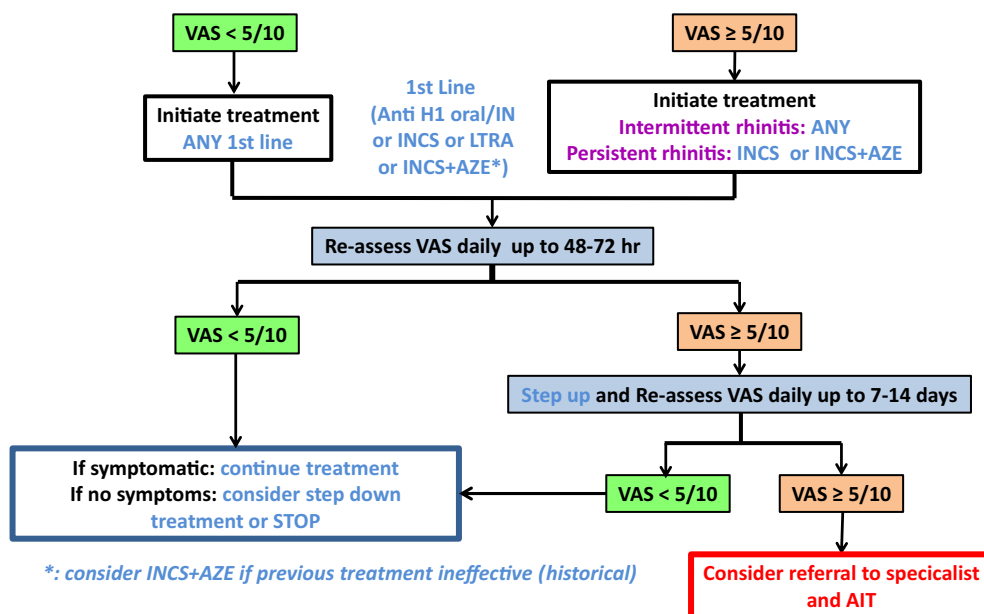 VAS < 5/10
VAS ≥ 5/10
Initiate treatment
ANY 1st line
1st Line
(Anti H1 oral/IN
or INCS or LTRA
or INCS+AZE*)
Initiate treatment
Intermittent rhinitis: ANY
Persistent rhinitis: INCS or INCS+AZE
Re-assess VAS daily up to 48-72 hr
VAS < 5/10
VAS ≥ 5/10
Step up and Re-assess VAS daily up to 7-14 days
If symptomatic: continue treatment
If no symptoms: consider step down
treatment or STOP
VAS < 5/10
VAS ≥ 5/10
*: consider INCS+AZE if previous treatment ineffective (historical)
Consider referral to specicalist
and AIT